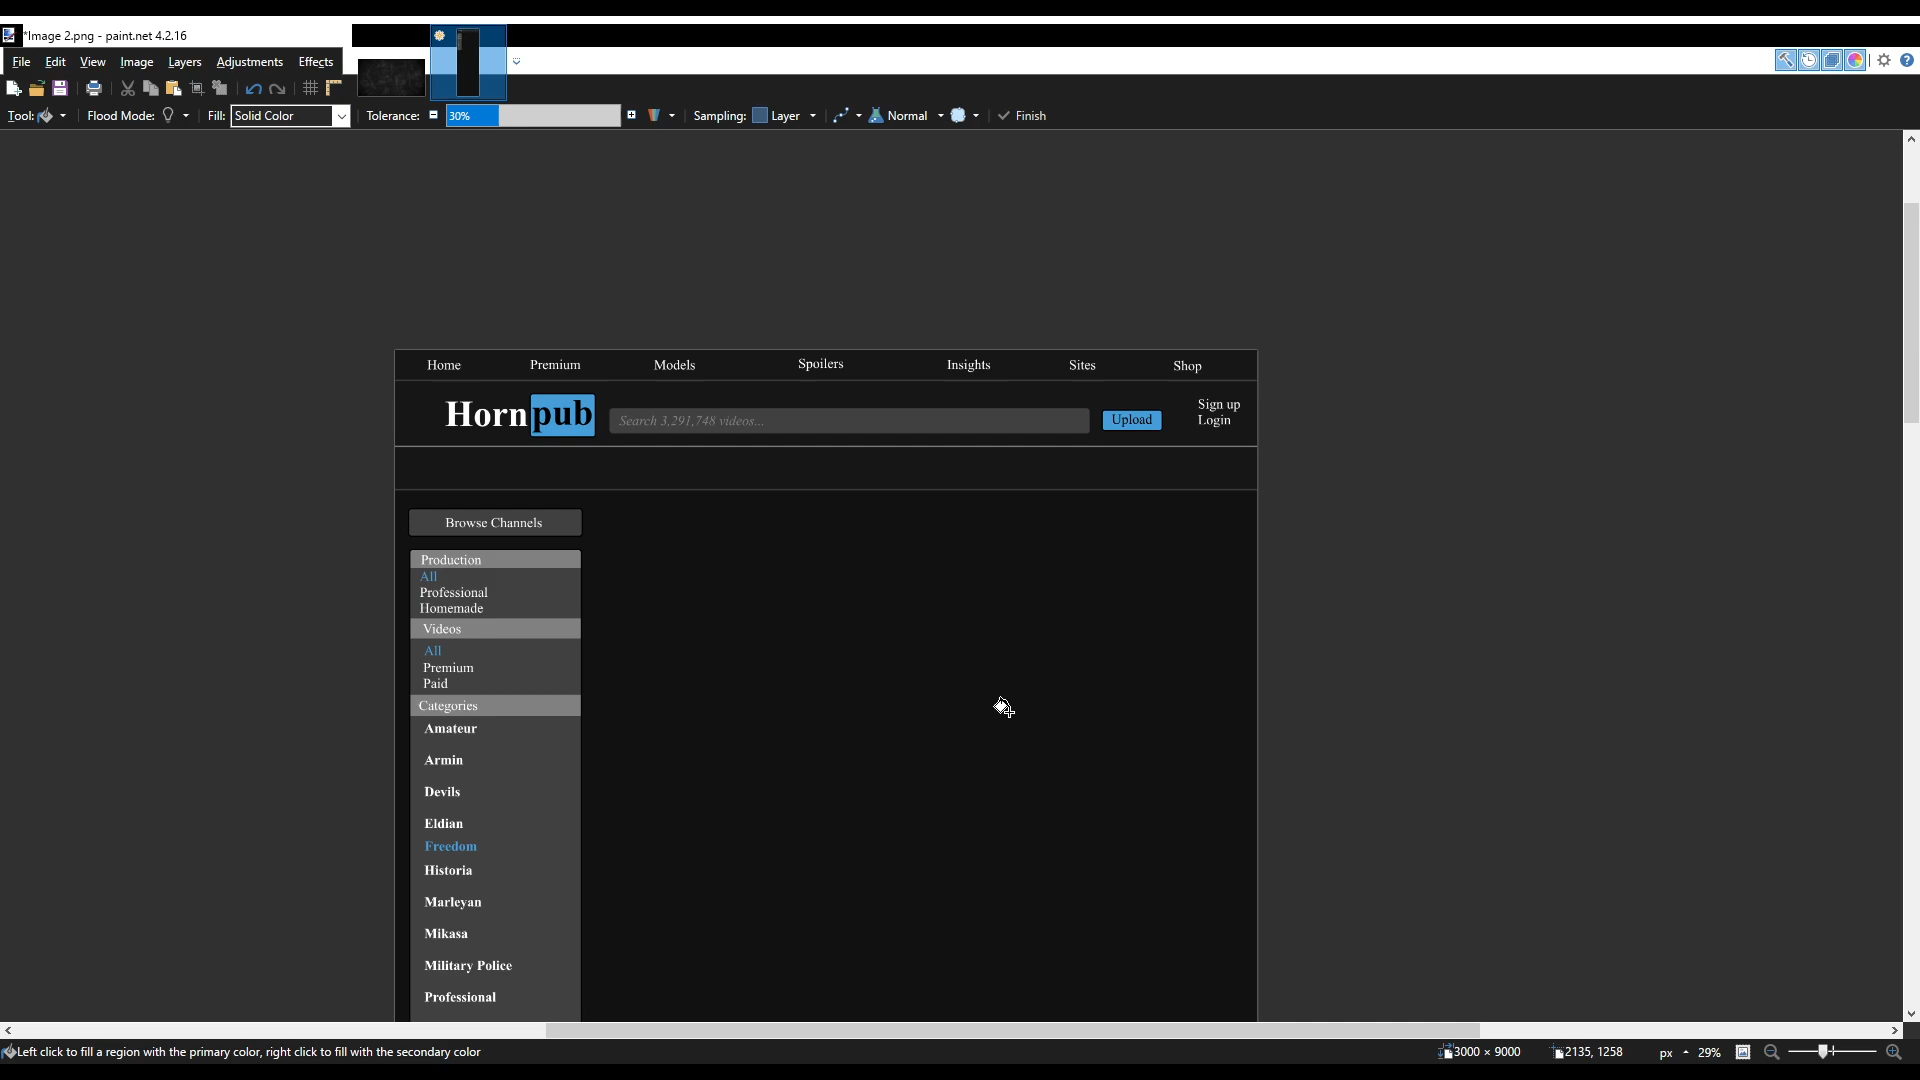 *Image 2.png - paint.net 4.2.16
File Edit View Image Layers Adjustments Effects
Tool: Flood Mode: Fill: Solid Color Tolerance: 30% Sampling: Layer Normal Finish
Home Premium Models Spoilers Insights Sites Shop
Hornpub Search 3,291,748 videos... Upload
Sign up
Login
Browse Channels
Production
All
Professional
Homemade
Videos
All
Premium
Paid
Categories
Amateur
Armin
Devils
Eldian
Freedom
Historia
Marleyan
Mikasa
Military Police
Professional
Left click to fill a region with the primary color, right click to fill with the secondary color 3000 × 9000 2135, 1258 px 29%